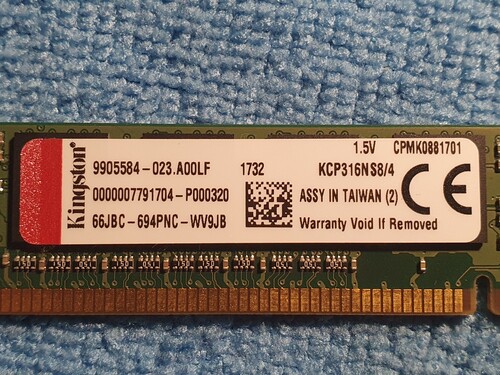 Kingston
1.5V CPMK0881701
9905584-023.A00LF 1732 KCP316NS8/4
0000007791704-P000320 ASSY IN TAIWAN (2)
66JBC-694PNC-WV9JB Warranty Void If Removed
CE